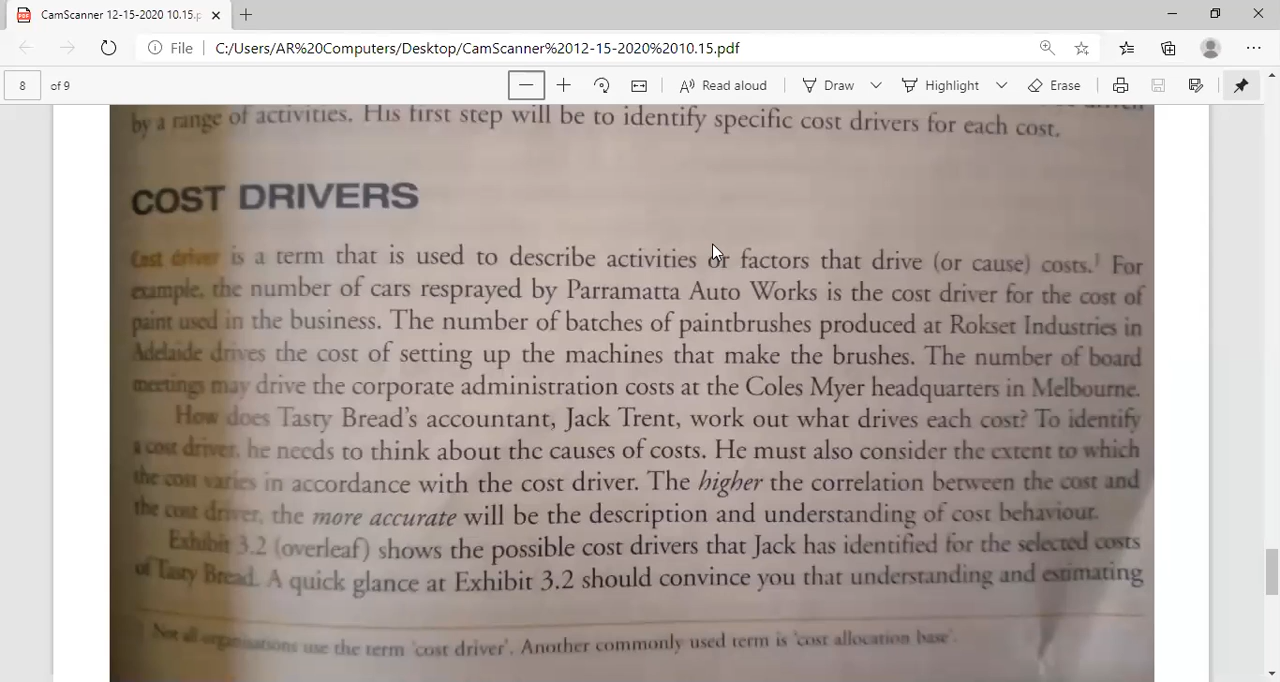 CamScanner 12-15-2020 10.15.p
File C:/Users/AR%20Computers/Desktop/CamScanner%2012-15-2020%2010.15.pdf
8 of 9 Read aloud Draw Highlight Erase
by a range of activities. His first step will be to identify specific cost drivers for each cost.
COST DRIVERS
Cost driver is a term that is used to describe activities or factors that drive (or cause) costs.¹ For
example, the number of cars resprayed by Parramatta Auto Works is the cost driver for the cost of
paint used in the business. The number of batches of paintbrushes produced at Rokset Industries in
Adelaide drives the cost of setting up the machines that make the brushes. The number of board
meetings may drive the corporate administration costs at the Coles Myer headquarters in Melbourne.
How does Tasty Bread's accountant, Jack Trent, work out what drives each cost? To identify
a cost driver, he needs to think about the causes of costs. He must also consider the extent to which
the cost varies in accordance with the cost driver. The higher the correlation between the cost and
the cost driver, the more accurate will be the description and understanding of cost behaviour.
Exhibit 3.2 (overleaf) shows the possible cost drivers that Jack has identified for the selected costs
of Tasty Bread. A quick glance at Exhibit 3.2 should convince you that understanding and estimating
Not all organisations use the term 'cost driver'. Another commonly used term is 'cost allocation base'.